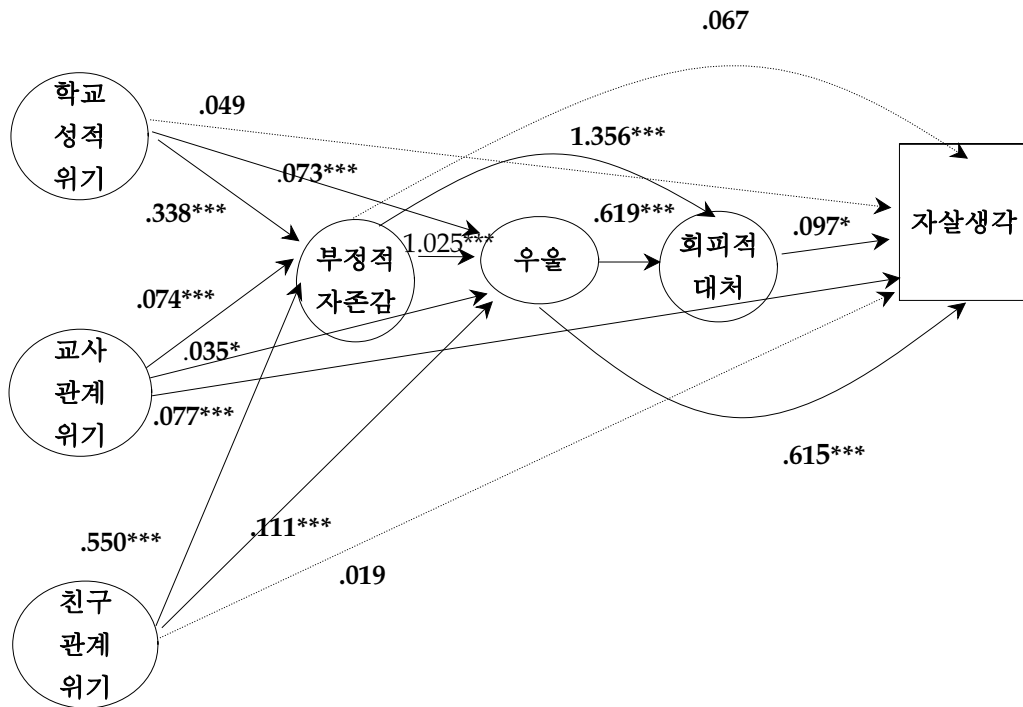 .067
학교
성적
위기
.049
1.356***
.073***
.338***
.619***
.097*
자살생각
부정적
자존감
1.025***
우울
회피적
대처
.074***
.035*
교사
관계
위기
.077***
.615***
.550***
.111***
.019
친구
관계
위기